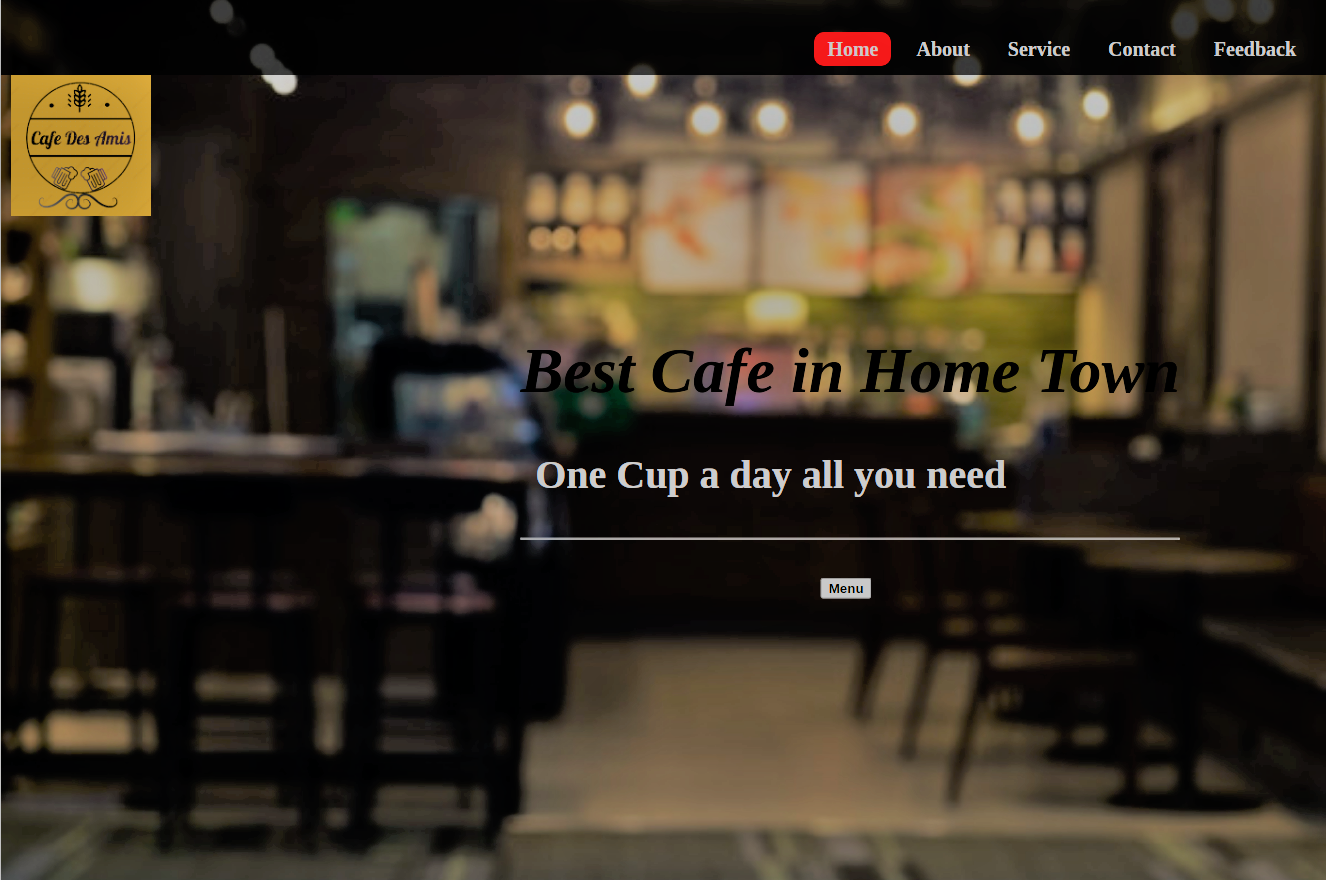 Home About Service Contact Feedback
Cafe Des Amis
Best Cafe in Home Town
One Cup a day all you need
Menu